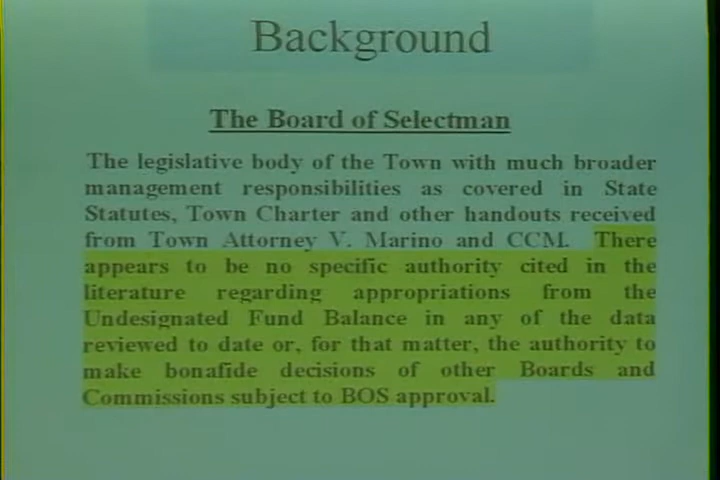 Background
The Board of Selectman
The legislative body of the Town with much broader
management responsibilities as covered in State
Statutes, Town Charter and other handouts received
from Town Attorney V. Marino and CCM. There
appears to be no specific authority cited in the
literature regarding appropriations from the
Undesignated Fund Balance in any of the data
reviewed to date or, for that matter, the authority to
make bonafide decisions of other Boards and
Commissions subject to BOS approval.